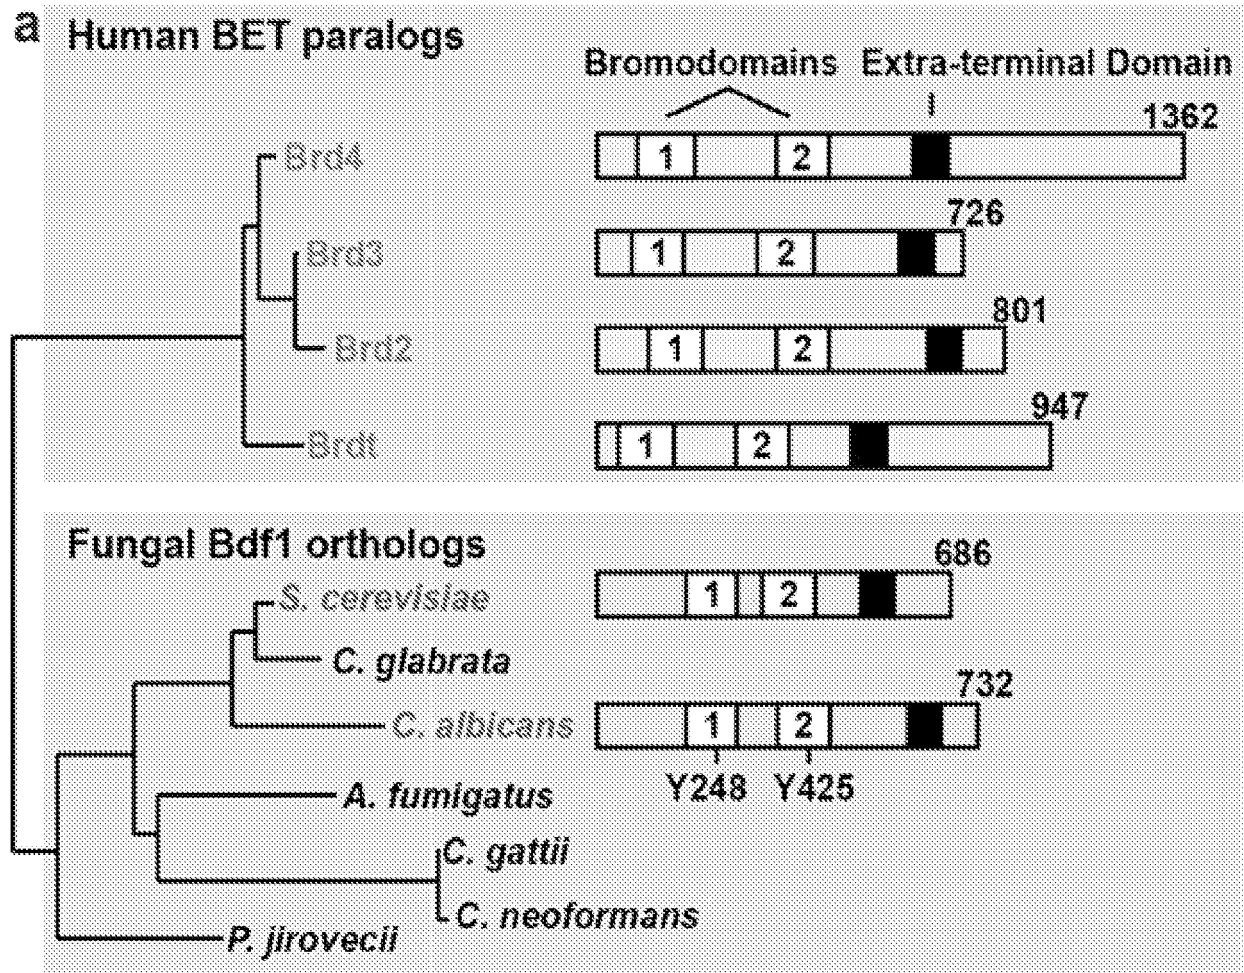 a Human BET paralogs
Bromodomains Extra-terminal Domain
1362
Brd4 1 2
726
Brd3 1 2
801
Brd2 1 2
947
Brdt 1 2
Fungal Bdf1 orthologs
686
S. cerevisiae 1 2
C. glabrata
732
C. albicans 1 2
Y248 Y425
A. fumigatus
C. gattii
C. neoformans
P. jirovecii